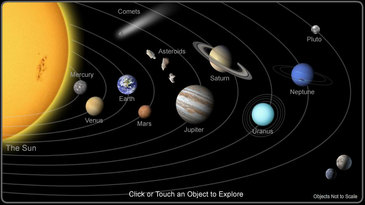 Comets
Pluto
Asteroids
Mercury
Saturn
Earth
Neptune
Venus
Mars
Jupiter
Uranus
The Sun
Click or Touch an Object to Explore
Objects Not to Scale